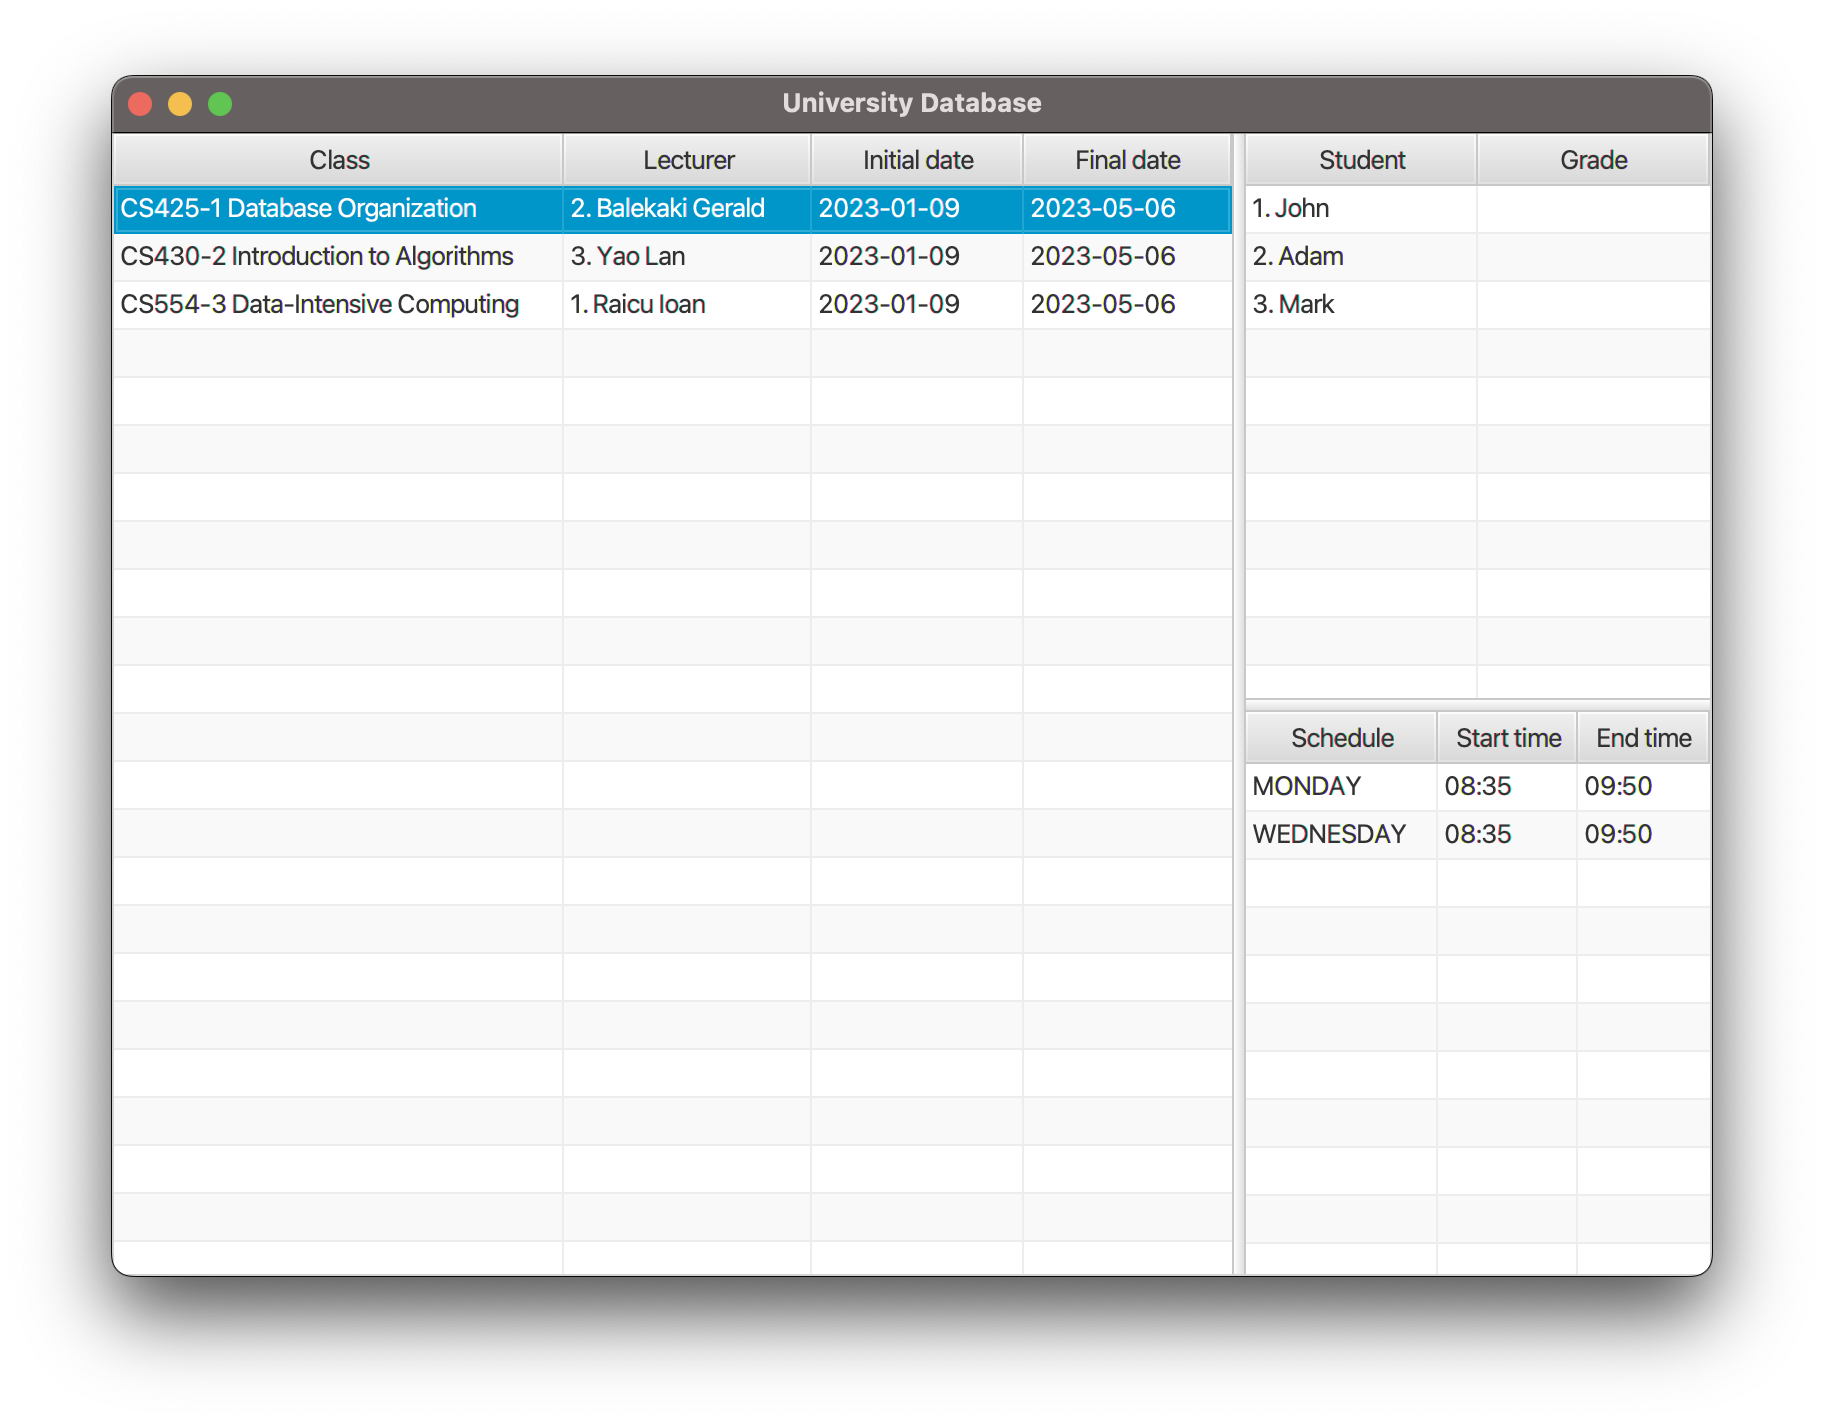 University Database
Class Lecturer Initial date Final date
CS425-1 Database Organization 2. Balekaki Gerald 2023-01-09 2023-05-06
CS430-2 Introduction to Algorithms 3. Yao Lan 2023-01-09 2023-05-06
CS554-3 Data-Intensive Computing 1. Raicu Ioan 2023-01-09 2023-05-06
Student Grade
1. John
2. Adam
3. Mark
Schedule Start time End time
MONDAY 08:35 09:50
WEDNESDAY 08:35 09:50